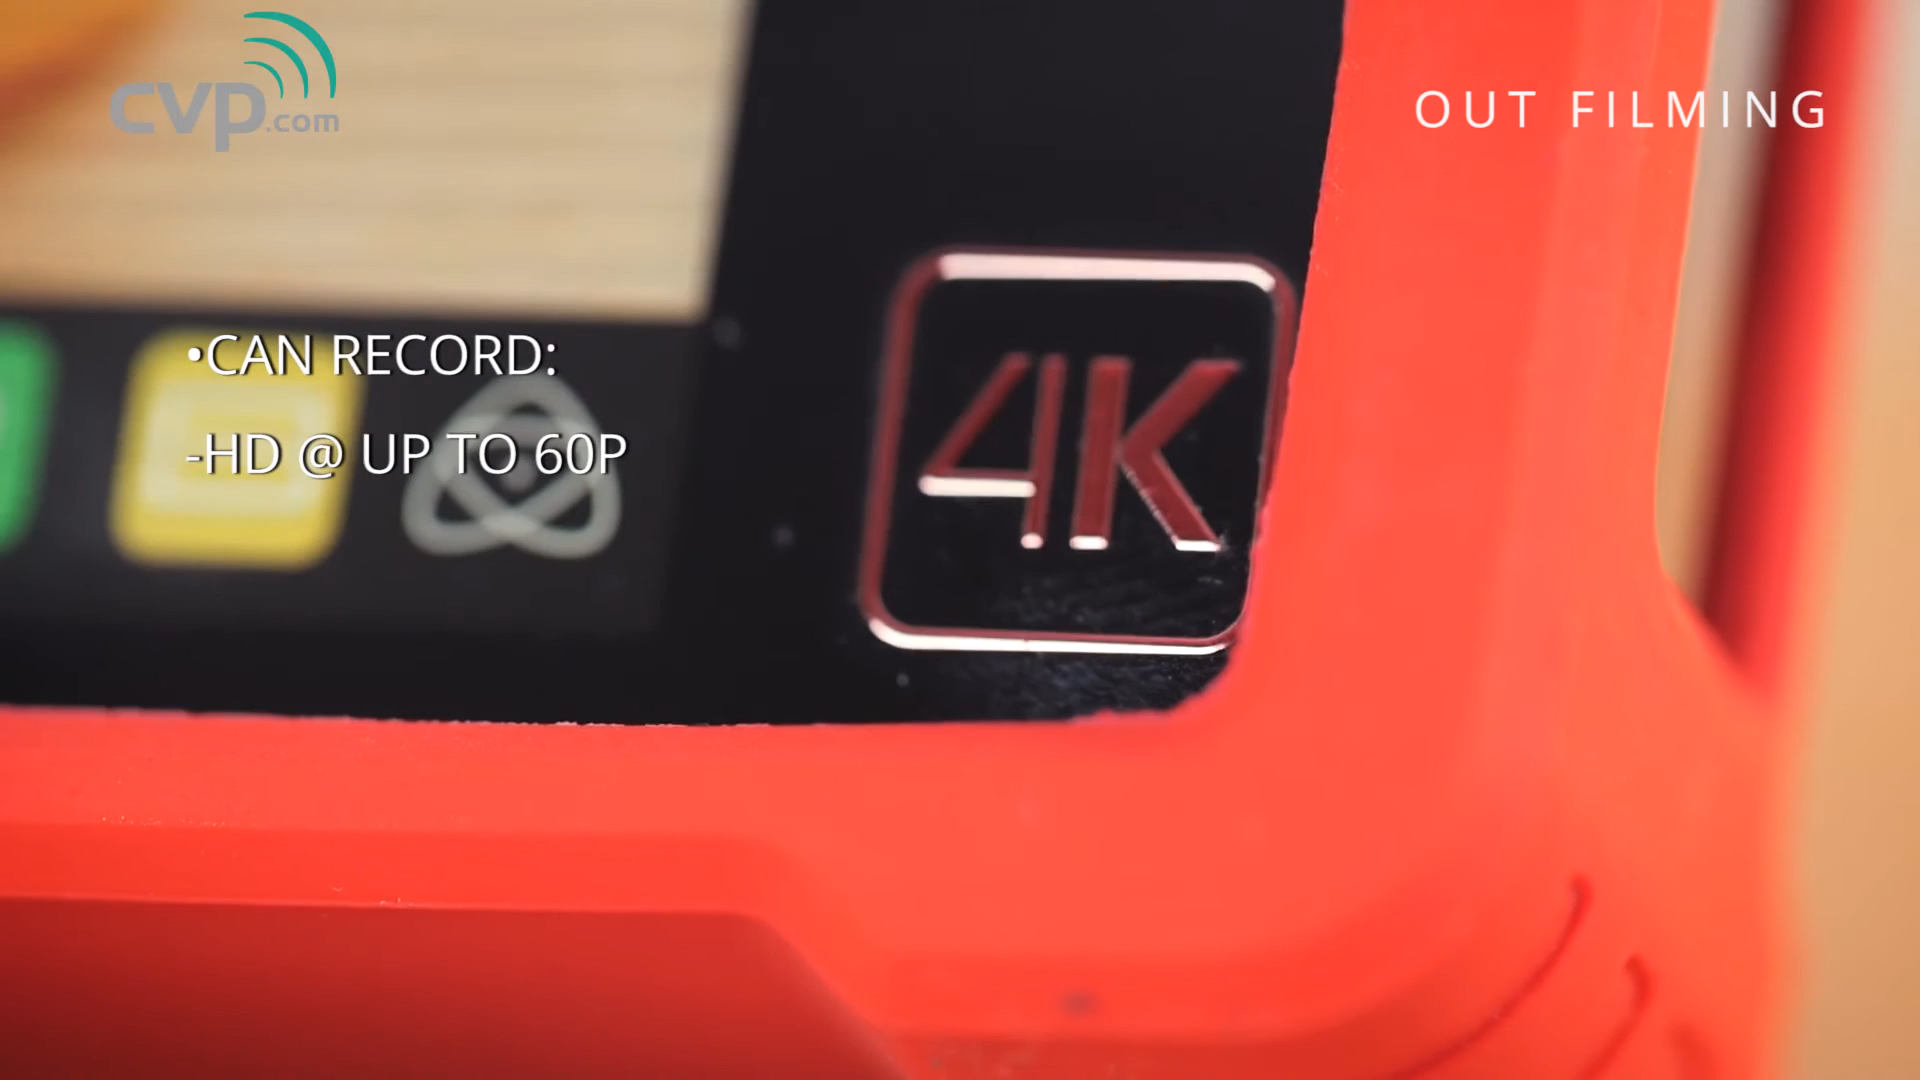 cvp.com
OUT FILMING
•CAN RECORD:
-HD @ UP TO 60P
4K